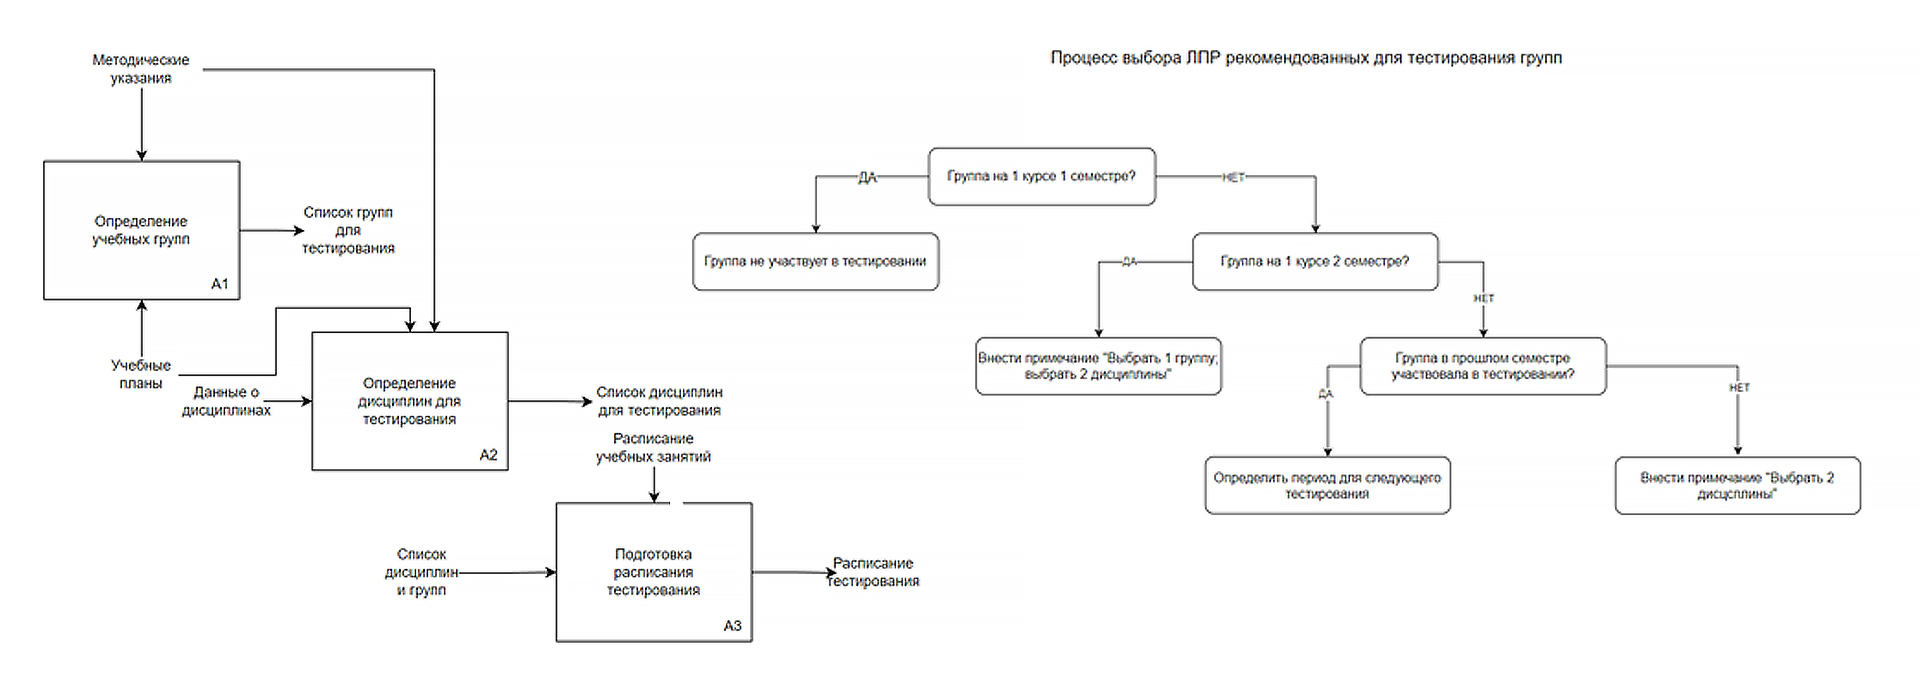 Методические
указания
Определение
учебных групп
A1
Список групп
для
тестирования
Учебные
планы
Данные о
дисциплинах
Определение
дисциплин для
тестирования
A2
Список дисциплин
для тестирования
Расписание
учебных занятий
Список
дисциплин
и групп
Подготовка
расписания
тестирования
A3
Расписание
тестирования
Процесс выбора ЛПР рекомендованных для тестирования групп
Группа на 1 курсе 1 семестре?
ДА
НЕТ
Группа не участвует в тестировании
Группа на 1 курсе 2 семестре?
ДА
НЕТ
Внести примечание "Выбрать 1 группу;
выбрать 2 дисциплины"
Группа в прошлом семестре
участвовала в тестировании?
ДА
НЕТ
Определить период для следующего
тестирования
Внести примечание "Выбрать 2
дисцсплины"